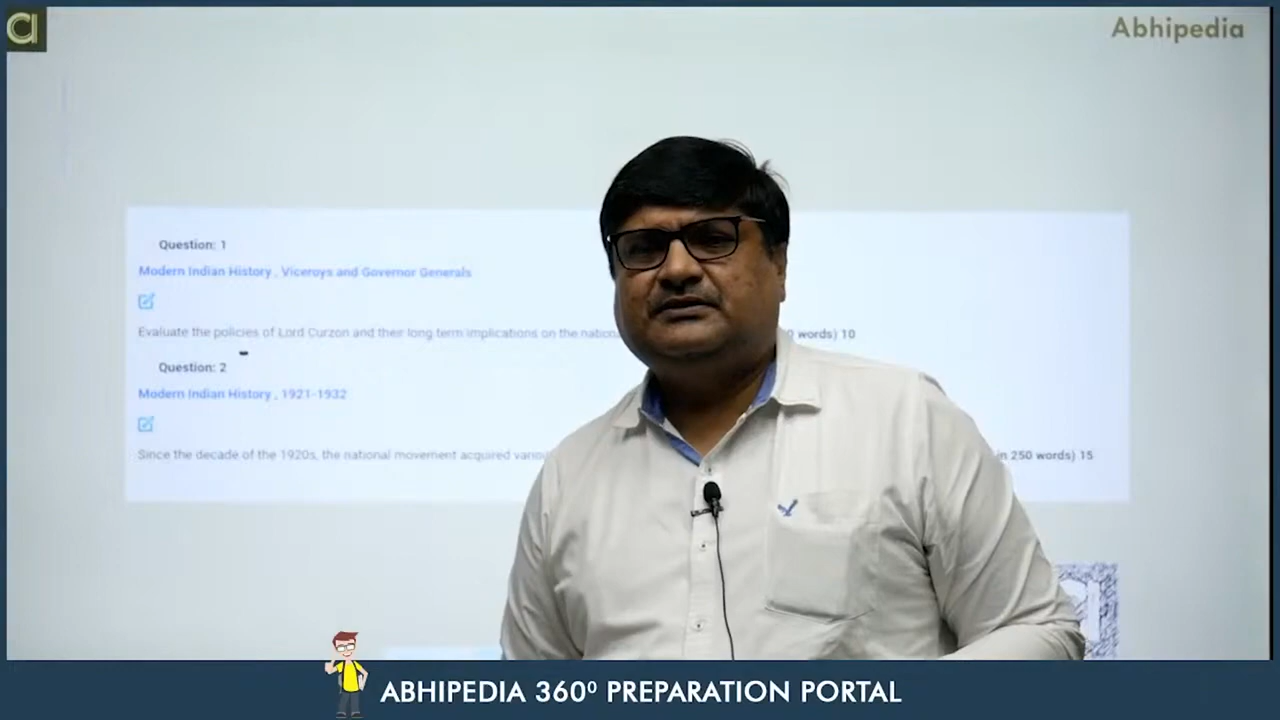 Abhipedia
Question: 1
Modern Indian History , Viceroys and Governor Generals
Evaluate the policies of Lord Curzon and their long term implications on the words) 10
Question: 2
Modern Indian History , 1921-1932
Since the decade of the 1920s, the national movement acquired in 250 words) 15
ABHIPEDIA 360⁰ PREPARATION PORTAL